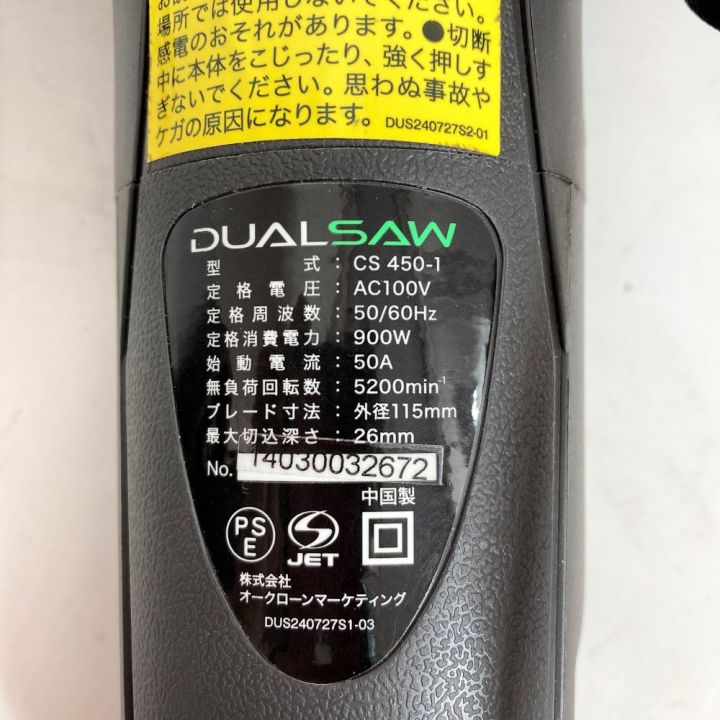 場所では使用しないでください。
感電のおそれがあります。●切断
中に本体をこじったり、強く押しす
ぎないでください。思わぬ事故や
ケガの原因になります。 DUS240727S2-01
DUALSAW
型式：CS 450-1
定格電圧：AC100V
定格周波数：50/60Hz
定格消費電力：900W
始動電流：50A
無負荷回転数：5200min⁻¹
ブレード寸法：外径115mm
最大切込深さ：26mm
No. 14030032672
中国製
PS
E
JET
株式会社
オークローンマーケティング
DUS240727S1-03